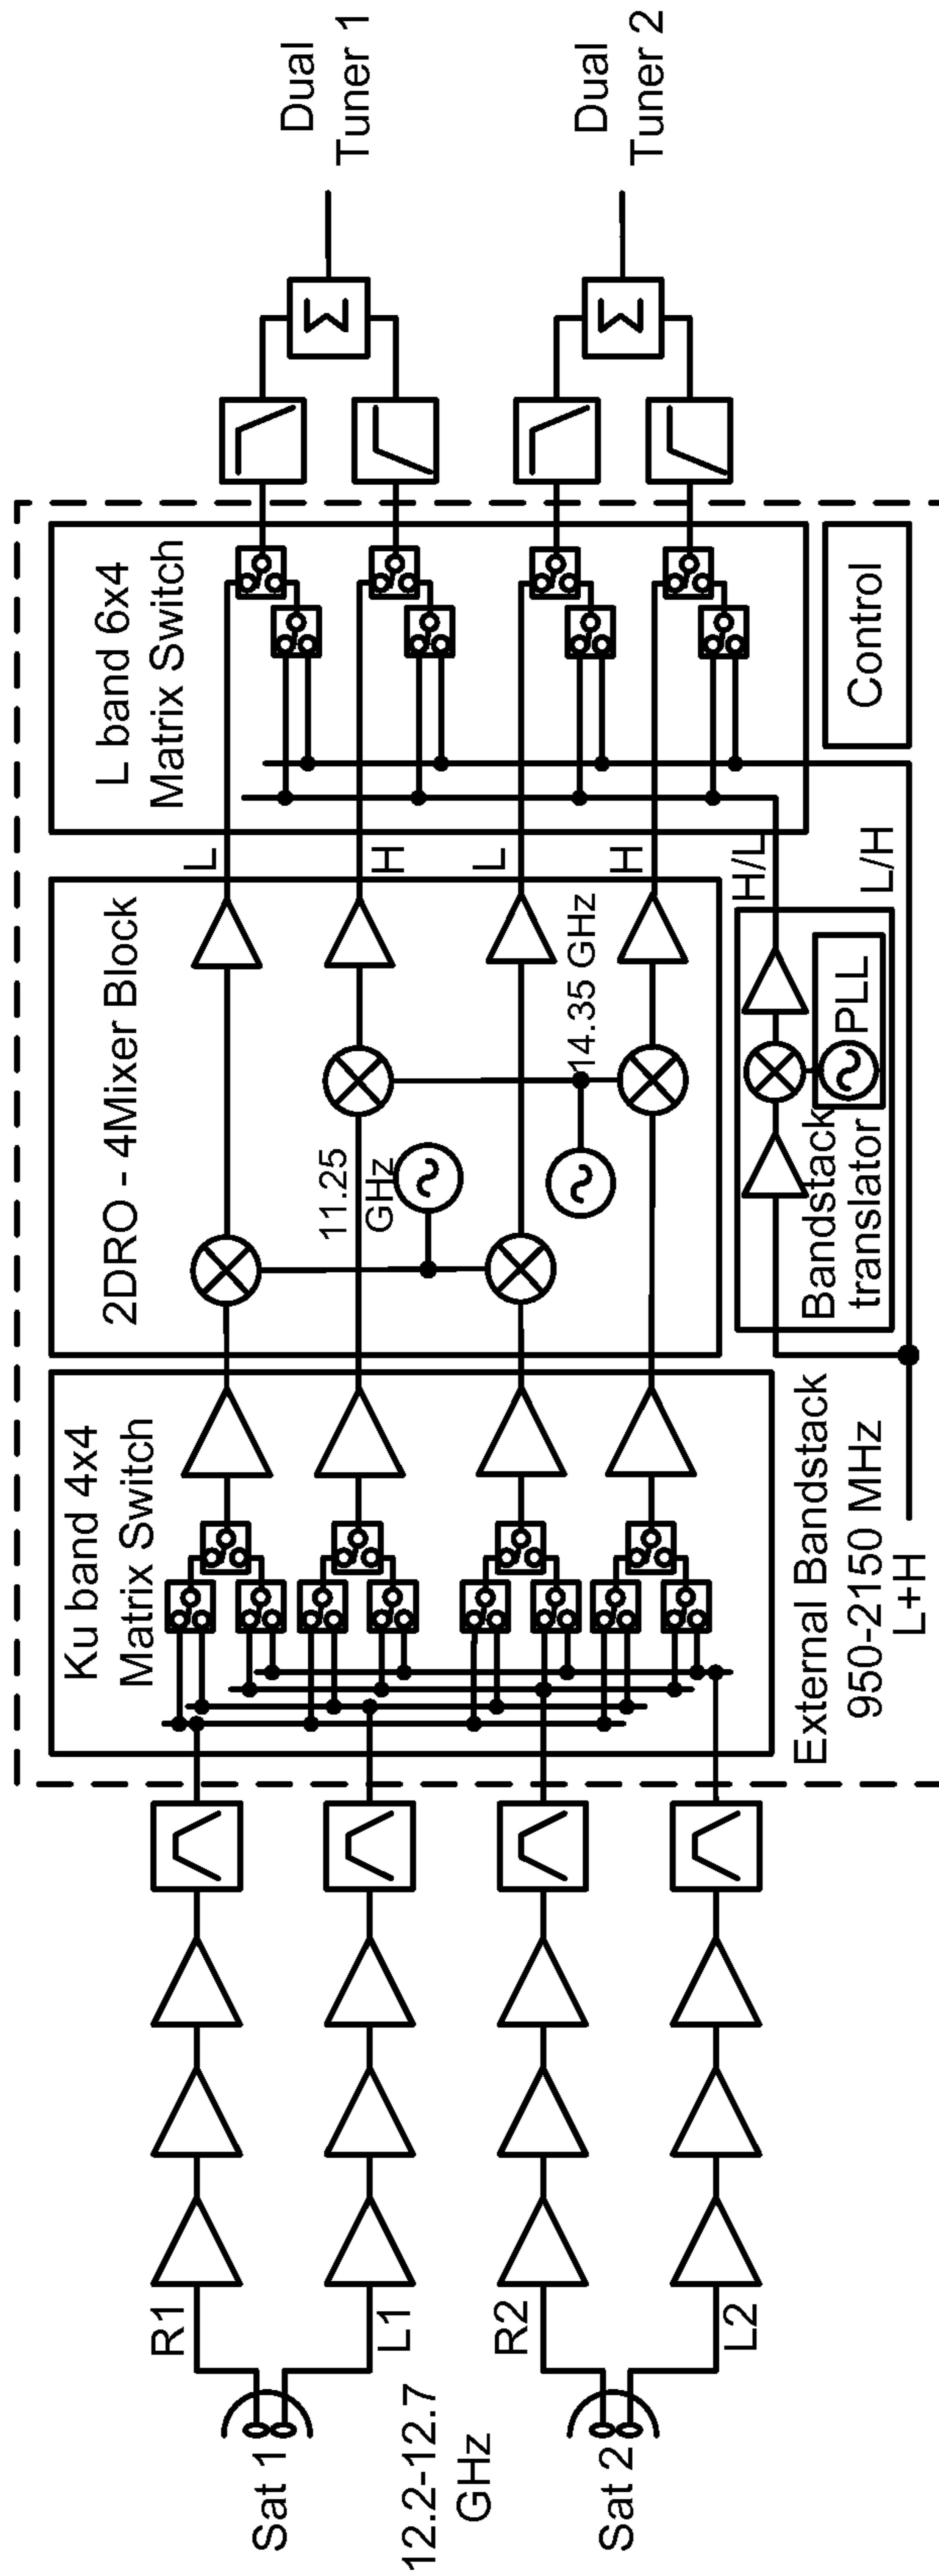 Sat 1
R1
L1
12.2-12.7
GHz
Sat 2
R2
L2
Ku band 4x4
Matrix Switch
2DRO - 4Mixer Block
11.25
GHz
14.35 GHz
L
H
L
H
L band 6x4
Matrix Switch
Control
External Bandstack
950-2150 MHz
L+H
Bandstack
translator
PLL
H/L
L/H
Σ
Σ
Dual
Tuner 1
Dual
Tuner 2